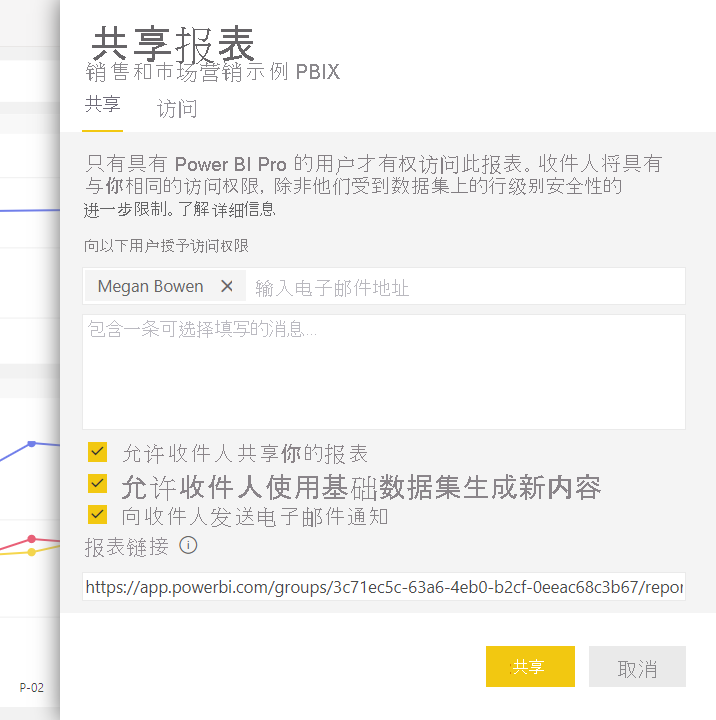 共享报表
销售和市场营销示例 PBIX
共享 访问
只有具有 Power BI Pro 的用户才有权访问此报表。收件人将具有
与你相同的访问权限, 除非他们受到数据集上的行级别安全性的
进一步限制。了解详细信息
向以下用户授予访问权限
Megan Bowen 输入电子邮件地址
包含一条可选择填写的消息...
允许收件人共享你的报表
允许收件人使用基础数据集生成新内容
向收件人发送电子邮件通知
报表链接
https://app.powerbi.com/groups/3c71ec5c-63a6-4eb0-b2cf-0eeac68c3b67/repor
共享 取消
P-02